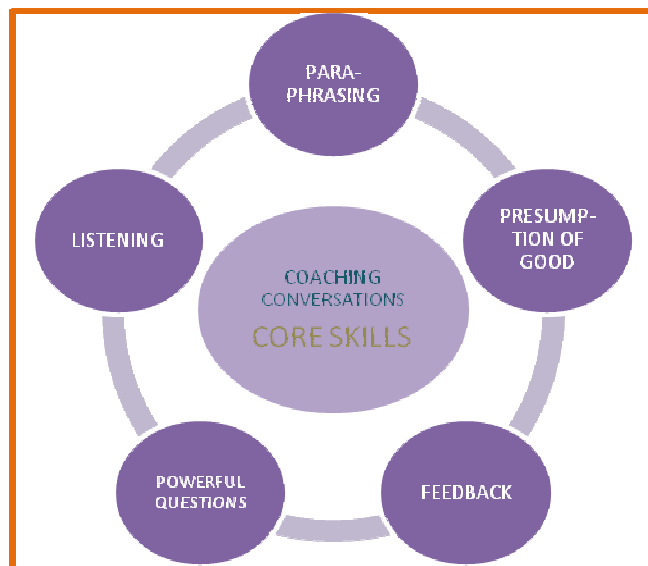 PARA-
PHRASING
PRESUMP-
TION OF
GOOD
LISTENING
COACHING
CONVERSATIONS
CORE SKILLS
POWERFUL
QUESTIONS
FEEDBACK